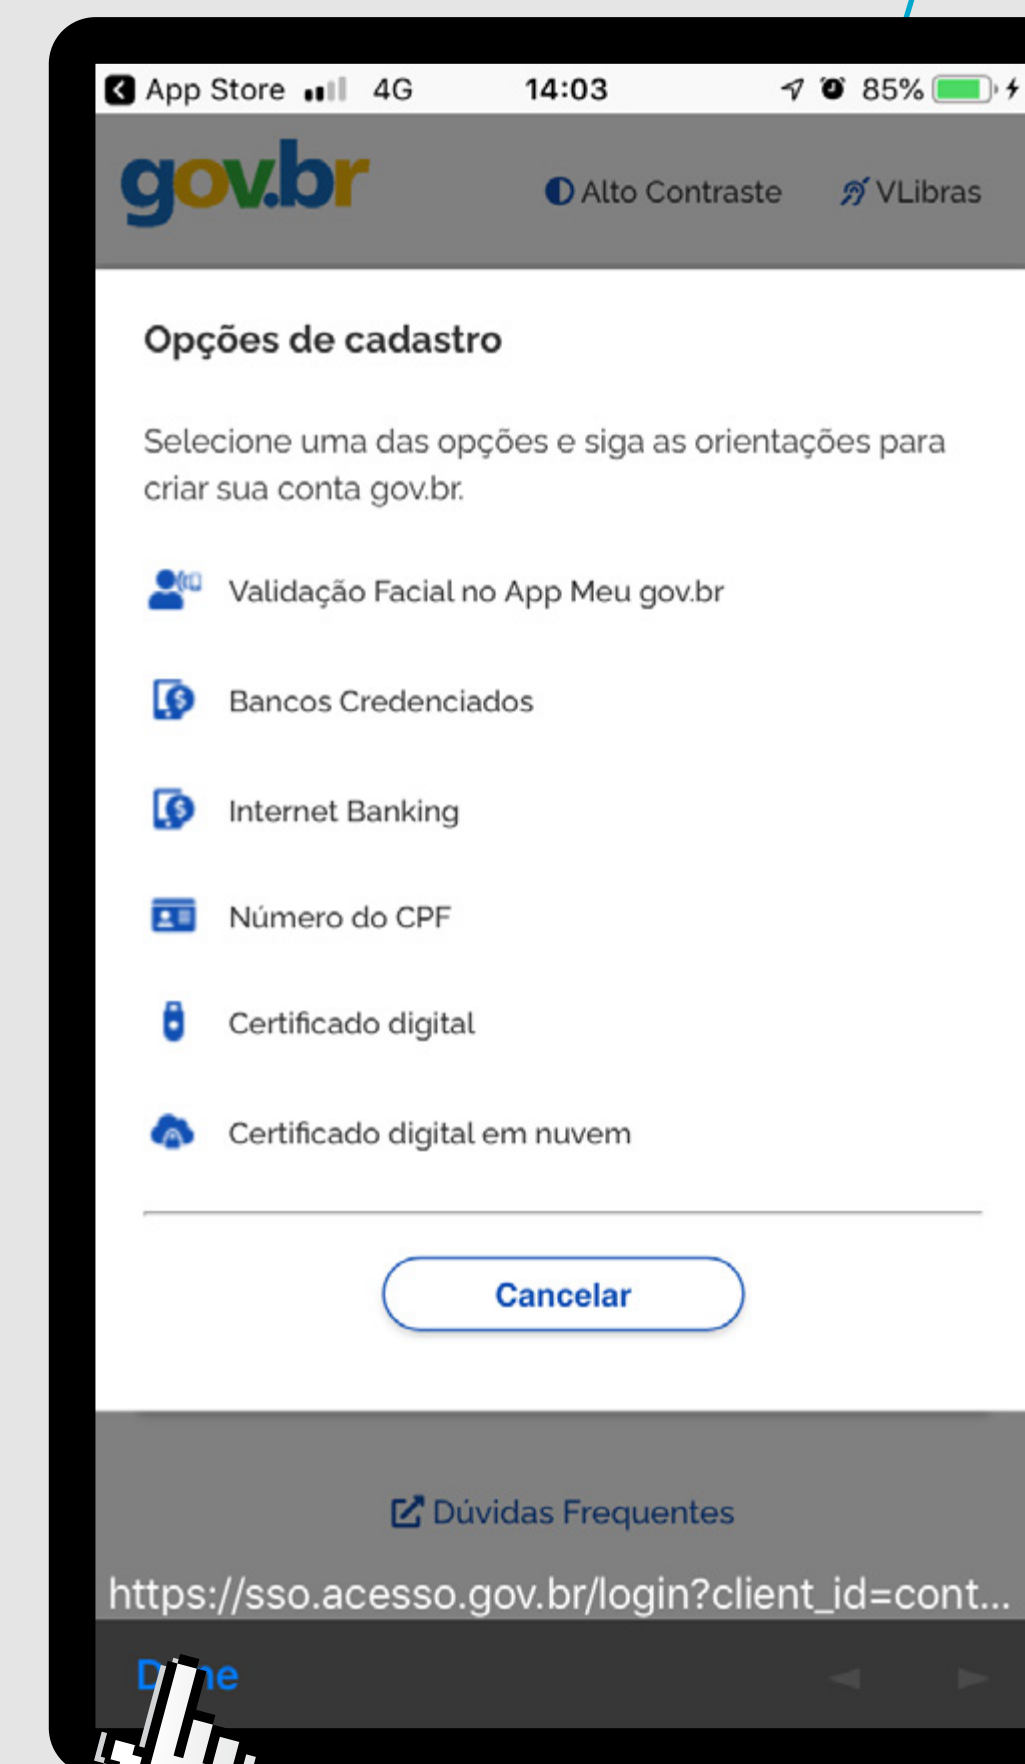 App Store 4G 14:03 85%
gov.br Alto Contraste VLibras
Opções de cadastro
Selecione uma das opções e siga as orientações para
criar sua conta gov.br.
Validação Facial no App Meu gov.br
Bancos Credenciados
Internet Banking
Número do CPF
Certificado digital
Certificado digital em nuvem
Cancelar
Dúvidas Frequentes
https://sso.acesso.gov.br/login?client_id=cont...